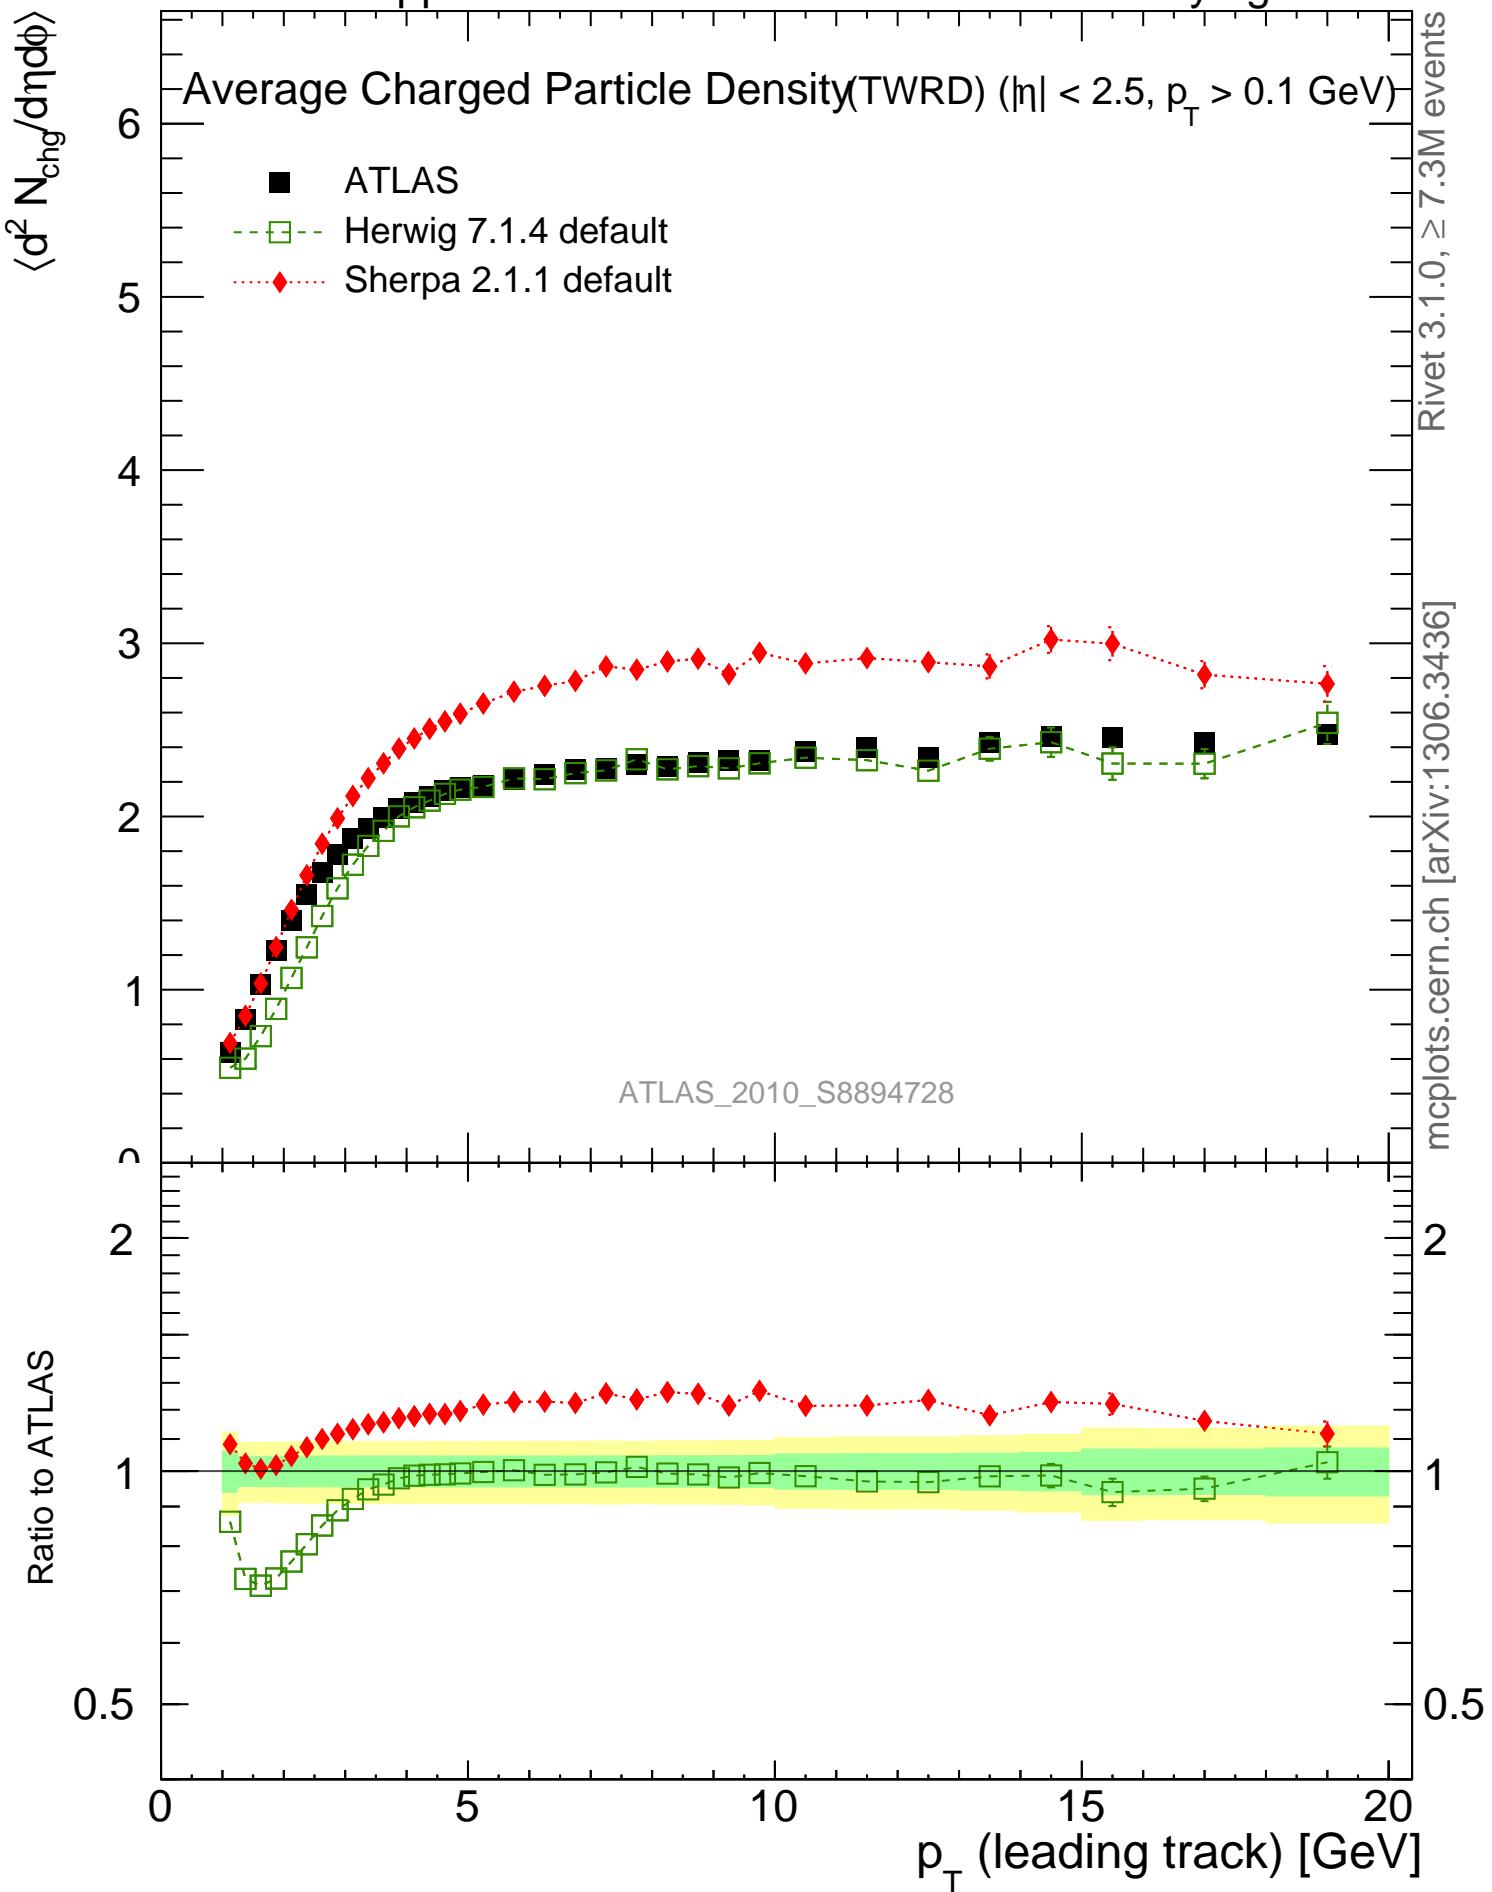 ⟨d² N_chg/dηdϕ⟩
Average Charged Particle Density (TWRD) (|η| < 2.5, p_T > 0.1 GeV)
ATLAS
Herwig 7.1.4 default
Sherpa 2.1.1 default
6
5
4
3
2
1
0
ATLAS_2010_S8894728
Rivet 3.1.0, ≥ 7.3M events
mcplots.cern.ch [arXiv:1306.3436]
Ratio to ATLAS
2
1
0.5
2
1
0.5
0 5 10 15 20
p_T (leading track) [GeV]